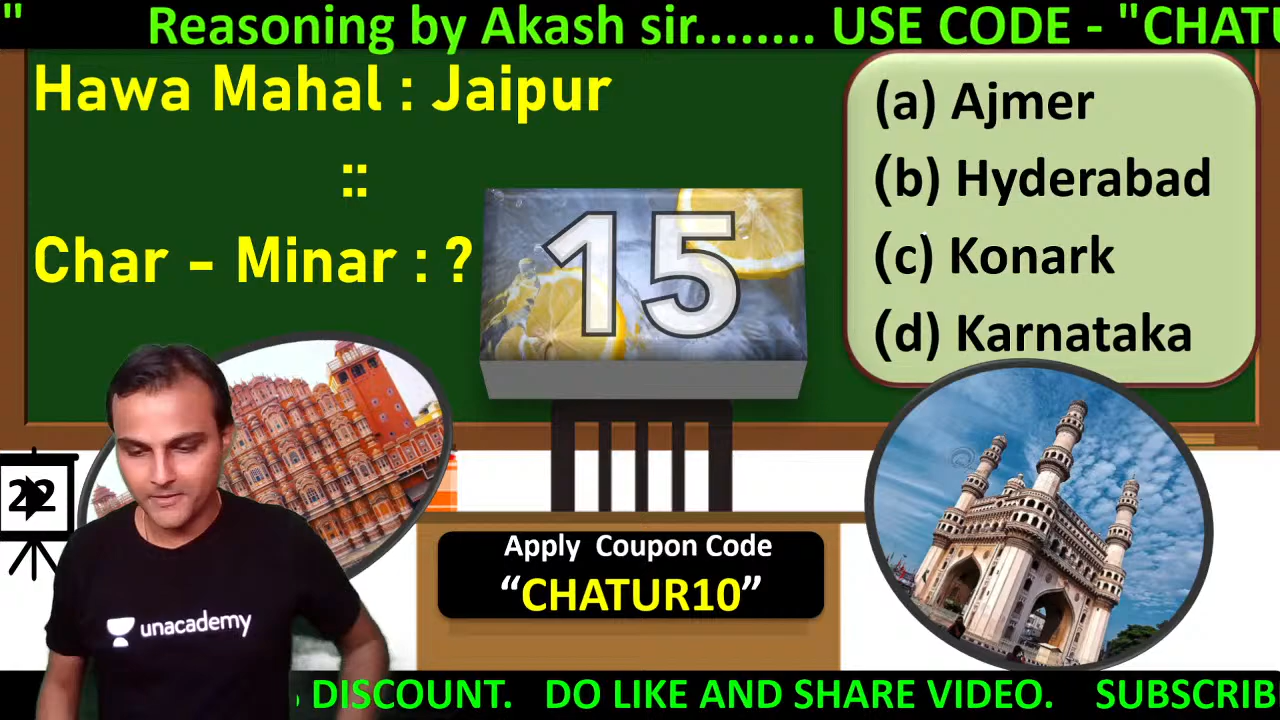 " Reasoning by Akash sir........ USE CODE - "CHATU
Hawa Mahal : Jaipur
::
Char - Minar : ?
15
(a) Ajmer
(b) Hyderabad
(c) Konark
(d) Karnataka
22
Apply Coupon Code
“CHATUR10”
unacademy
DISCOUNT. DO LIKE AND SHARE VIDEO. SUBSCRIB